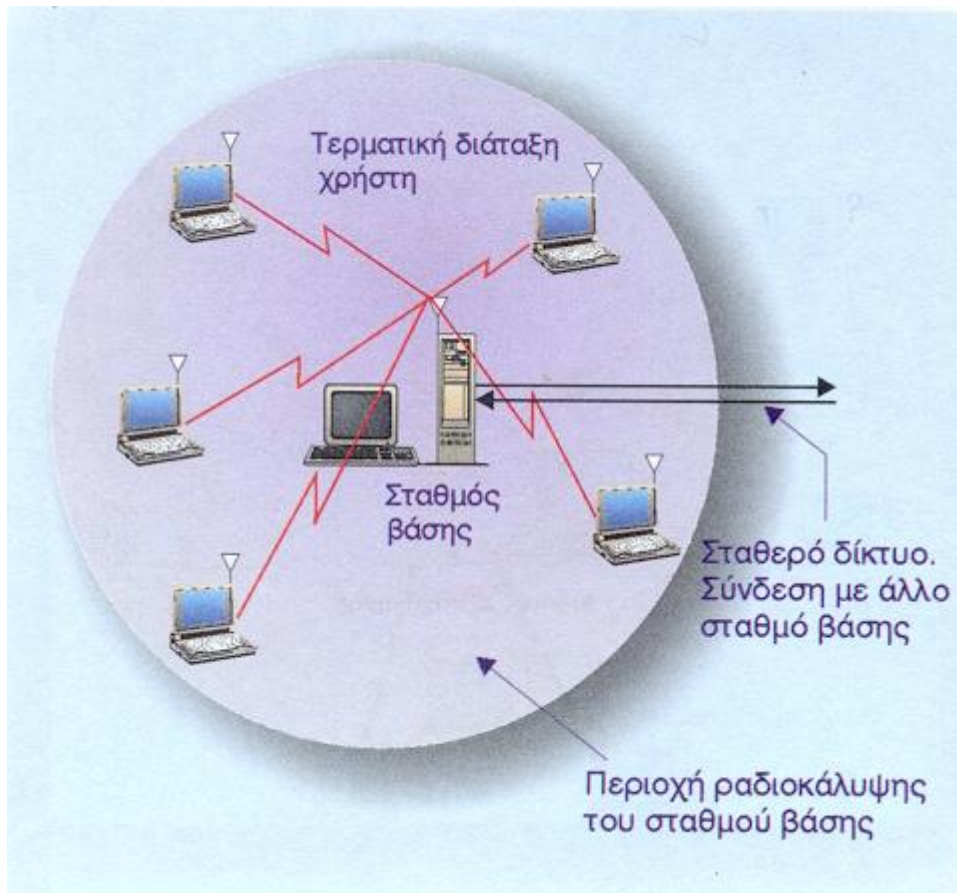 Τερματική διάταξη
χρήστη
Σταθμός
βάσης
Σταθερό δίκτυο.
Σύνδεση με άλλο
σταθμό βάσης
Περιοχή ραδιοκάλυψης
του σταθμού βάσης